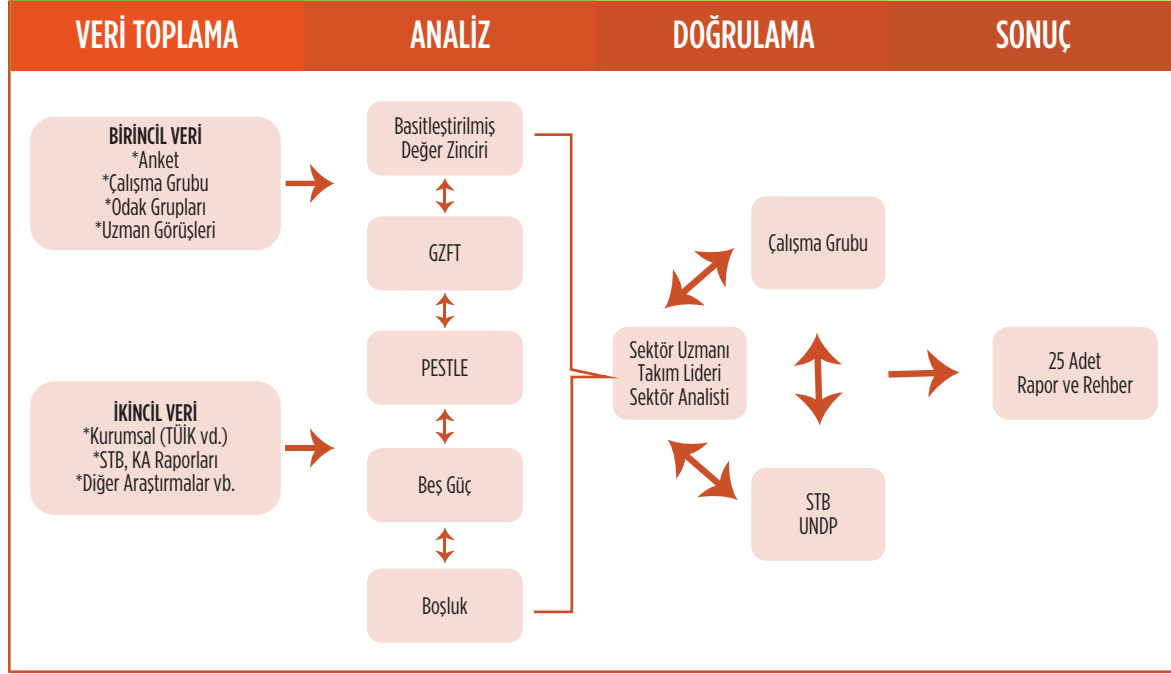 VERİ TOPLAMA
ANALİZ
DOĞRULAMA
SONUÇ
BİRİNCİL VERİ
*Anket
*Çalışma Grubu
*Odak Grupları
*Uzman Görüşleri
İKİNCİL VERİ
*Kurumsal (TÜİK vd.)
*STB, KA Raporları
*Diğer Araştırmalar vb.
Basitleştirilmiş
Değer Zinciri
GZFT
PESTLE
Beş Güç
Boşluk
Sektör Uzmanı
Takım Lideri
Sektör Analisti
Çalışma Grubu
STB
UNDP
25 Adet
Rapor ve Rehber